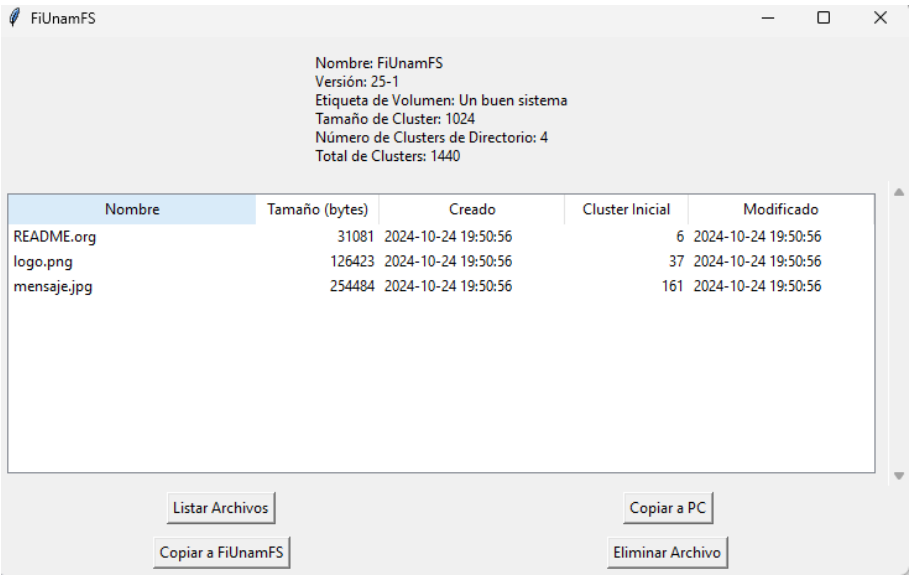 FiUnamFS
Nombre: FiUnamFS
Versión: 25-1
Etiqueta de Volumen: Un buen sistema
Tamaño de Cluster: 1024
Número de Clusters de Directorio: 4
Total de Clusters: 1440
Nombre Tamaño (bytes) Creado Cluster Inicial Modificado
README.org 31081 2024-10-24 19:50:56 6 2024-10-24 19:50:56
logo.png 126423 2024-10-24 19:50:56 37 2024-10-24 19:50:56
mensaje.jpg 254484 2024-10-24 19:50:56 161 2024-10-24 19:50:56
Listar Archivos Copiar a PC
Copiar a FiUnamFS Eliminar Archivo